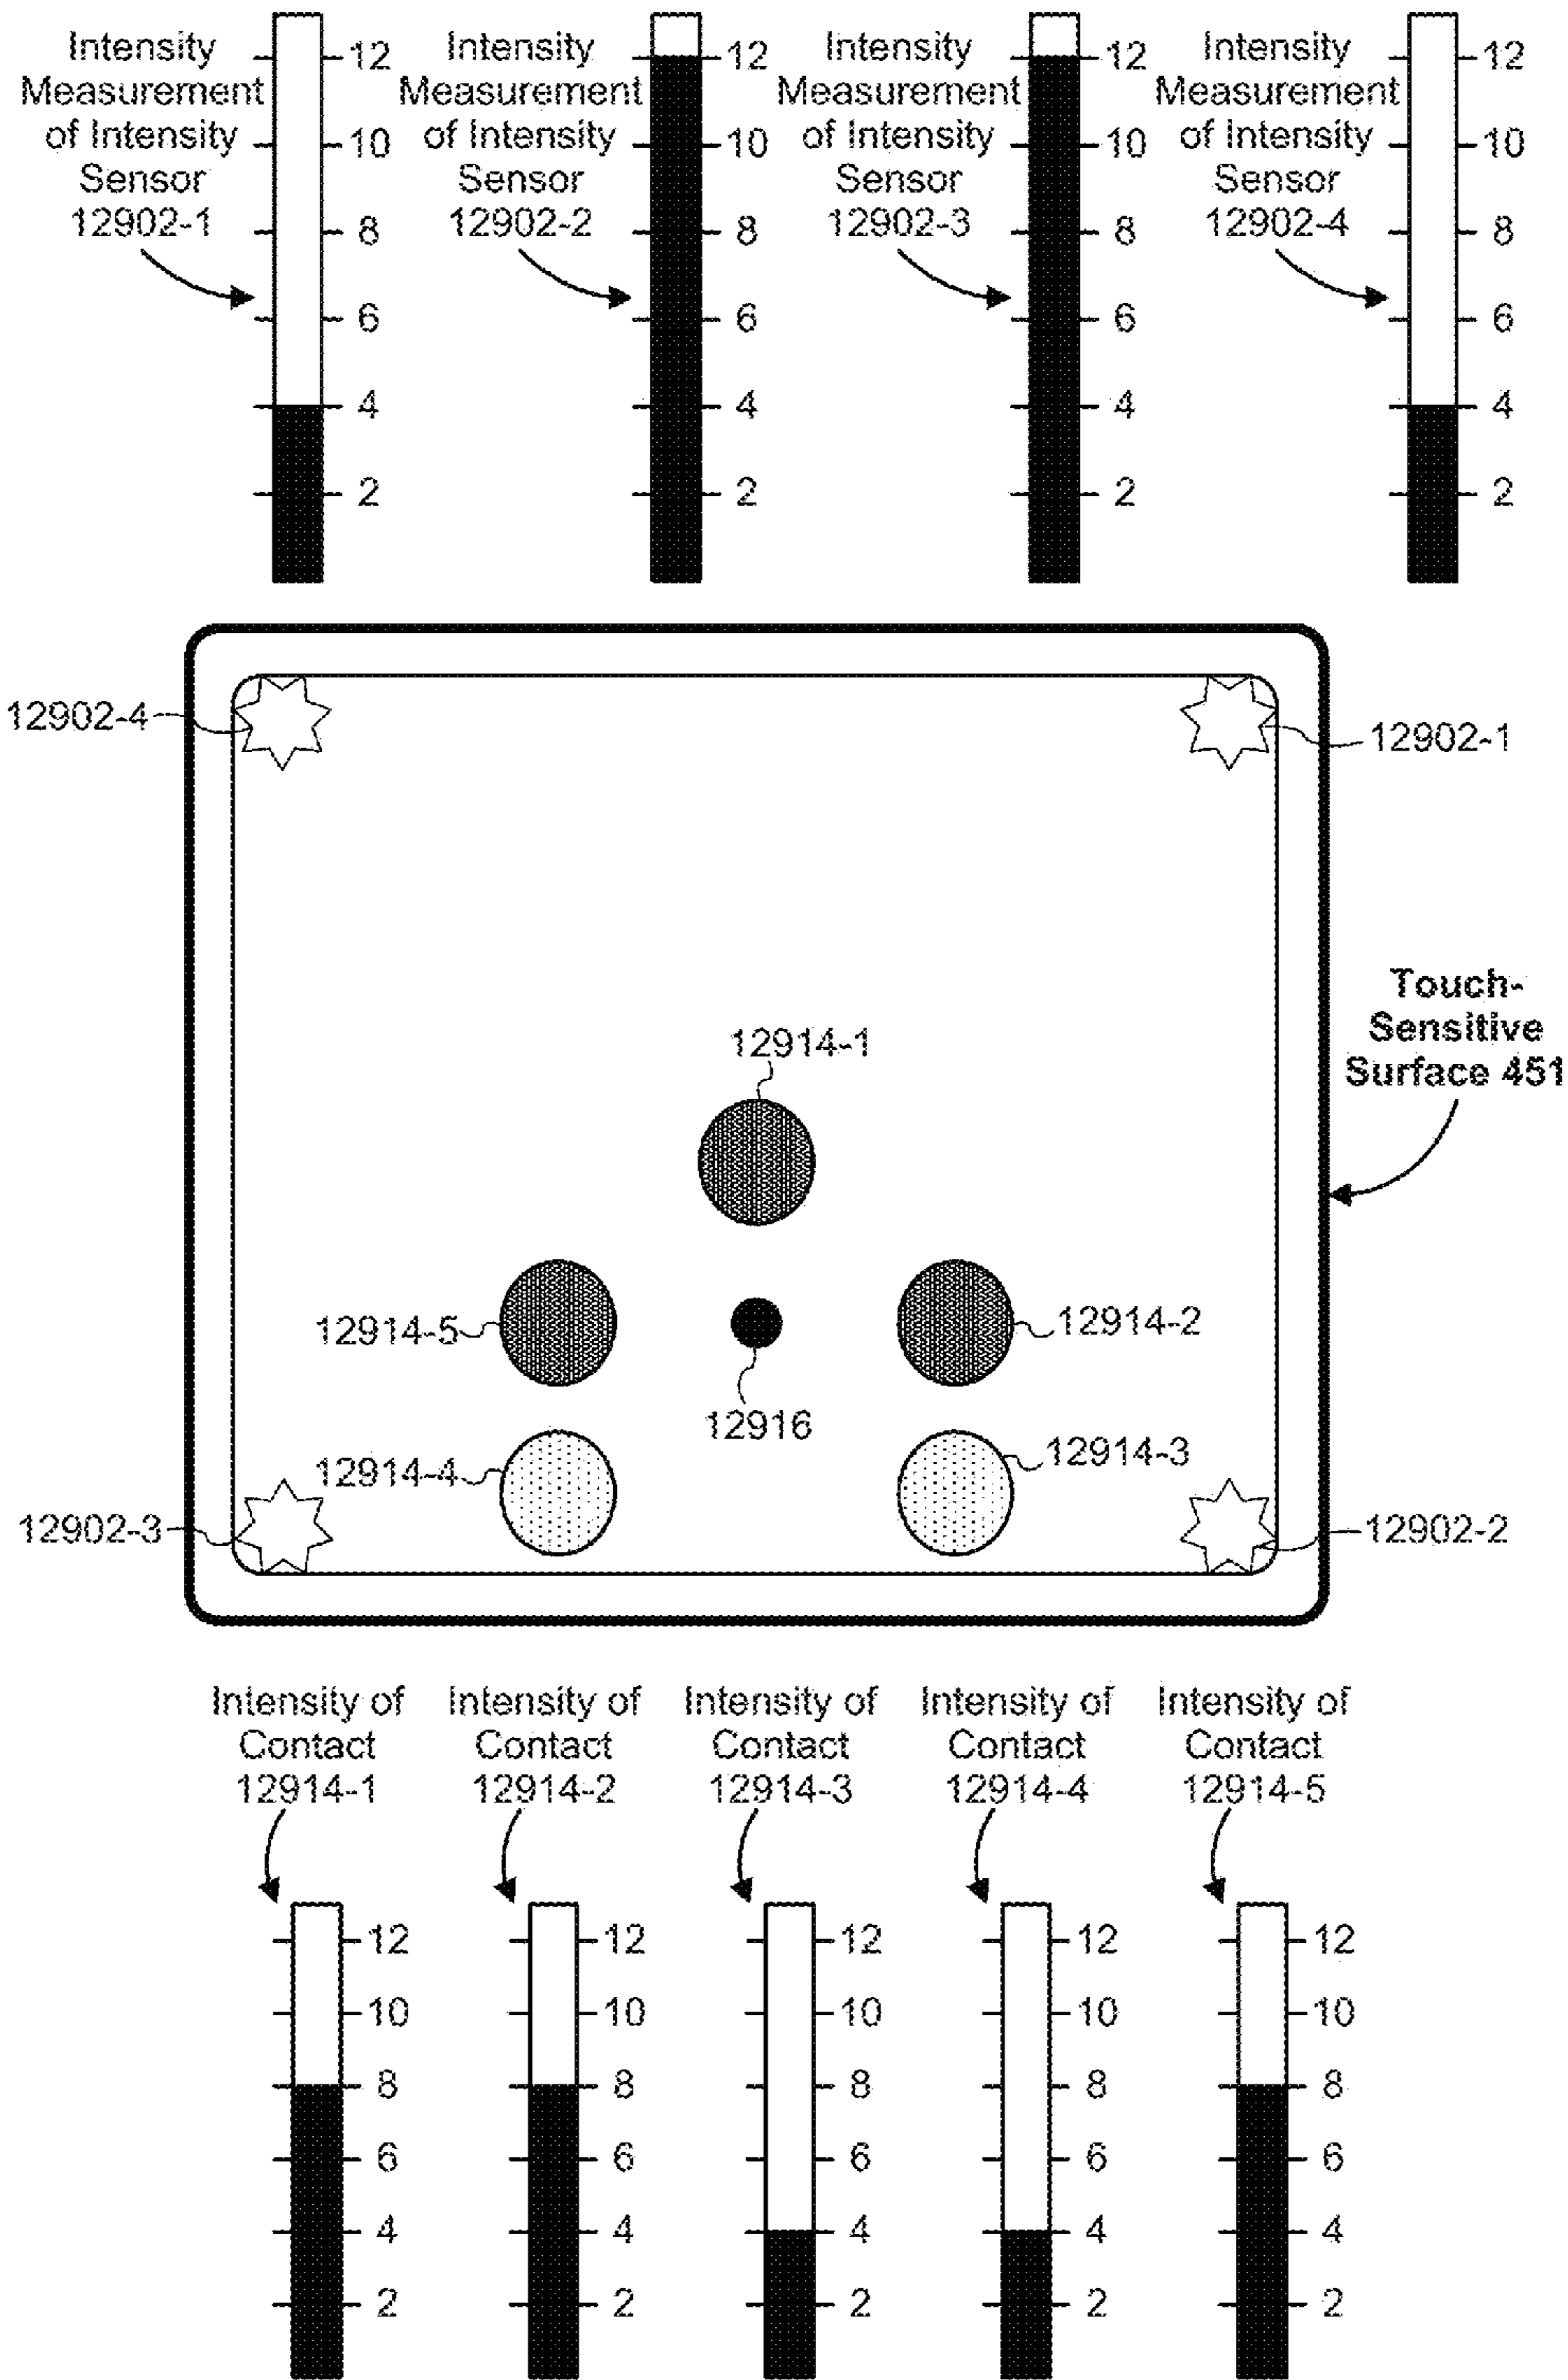 Intensity
Measurement
of Intensity
Sensor
12902-1
12
10
8
6
4
2
Intensity
Measurement
of Intensity
Sensor
12902-2
12
10
8
6
4
2
Intensity
Measurement
of Intensity
Sensor
12902-3
12
10
8
6
4
2
Intensity
Measurement
of Intensity
Sensor
12902-4
12
10
8
6
4
2
12902-4
12902-1
Touch-
Sensitive
Surface 451
12914-1
12914-5
12914-2
12916
12914-4
12914-3
12902-3
12902-2
Intensity of
Contact
12914-1
12
10
8
6
4
2
Intensity of
Contact
12914-2
12
10
8
6
4
2
Intensity of
Contact
12914-3
12
10
8
6
4
2
Intensity of
Contact
12914-4
12
10
8
6
4
2
Intensity of
Contact
12914-5
12
10
8
6
4
2